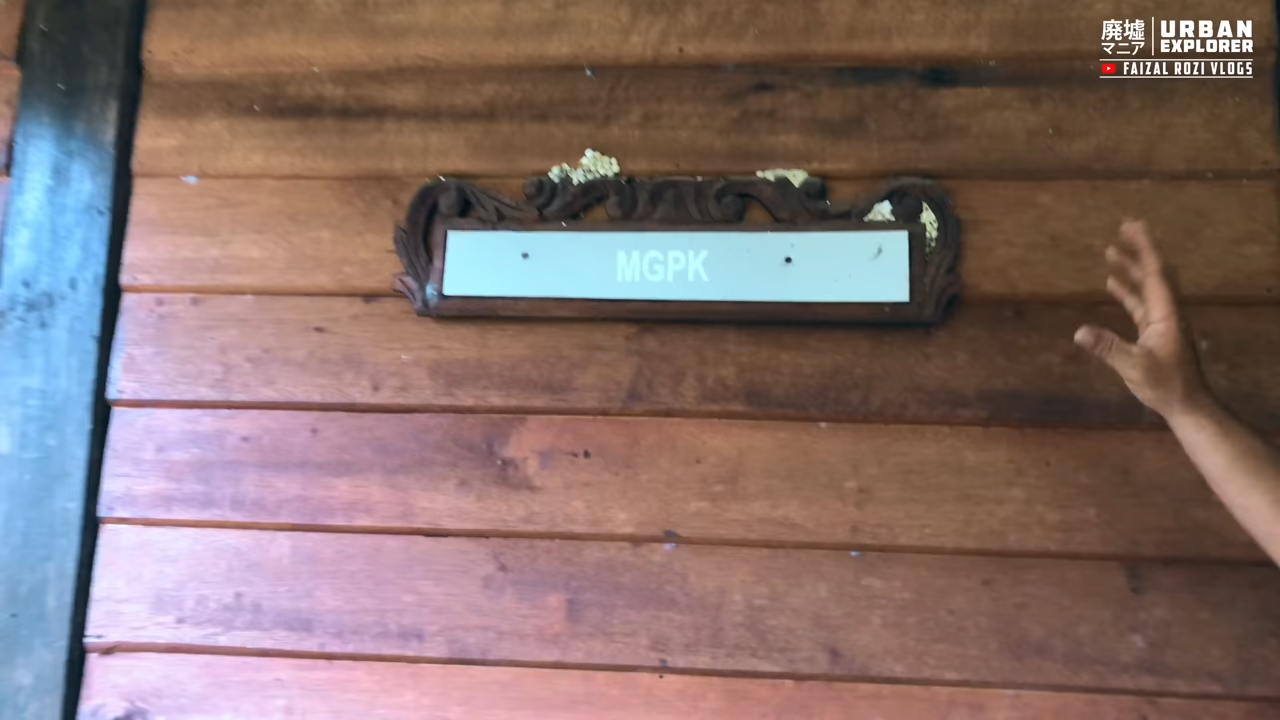 廃墟
マニア
URBAN
EXPLORER
FAIZAL ROZI VLOGS
MGPK